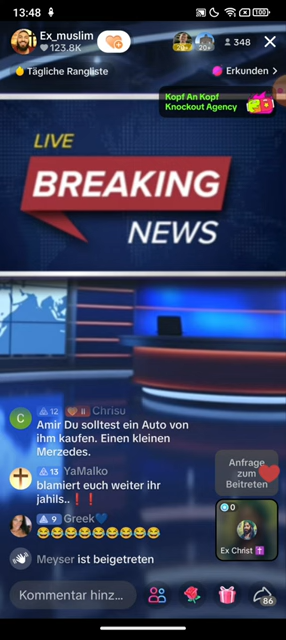 13:48
100
Ex_muslim
123.8K
20+
348
Tägliche Rangliste
Erkunden
Kopf An Kopf
Knockout Agency
LIVE
BREAKING
NEWS
C
12
II
Chrisu
Amir Du solltest ein Auto von
ihm kaufen. Einen kleinen
Merzedes.
13
YaMalko
blamiert euch weiter ihr
jahils..❗❗
Anfrage
zum
Beitreten
9
Greek💙
😂😂😂😂😂😂😂😂😂
0
Ex Christ ✝️
Meyser ist beigetreten
Kommentar hinz...
86